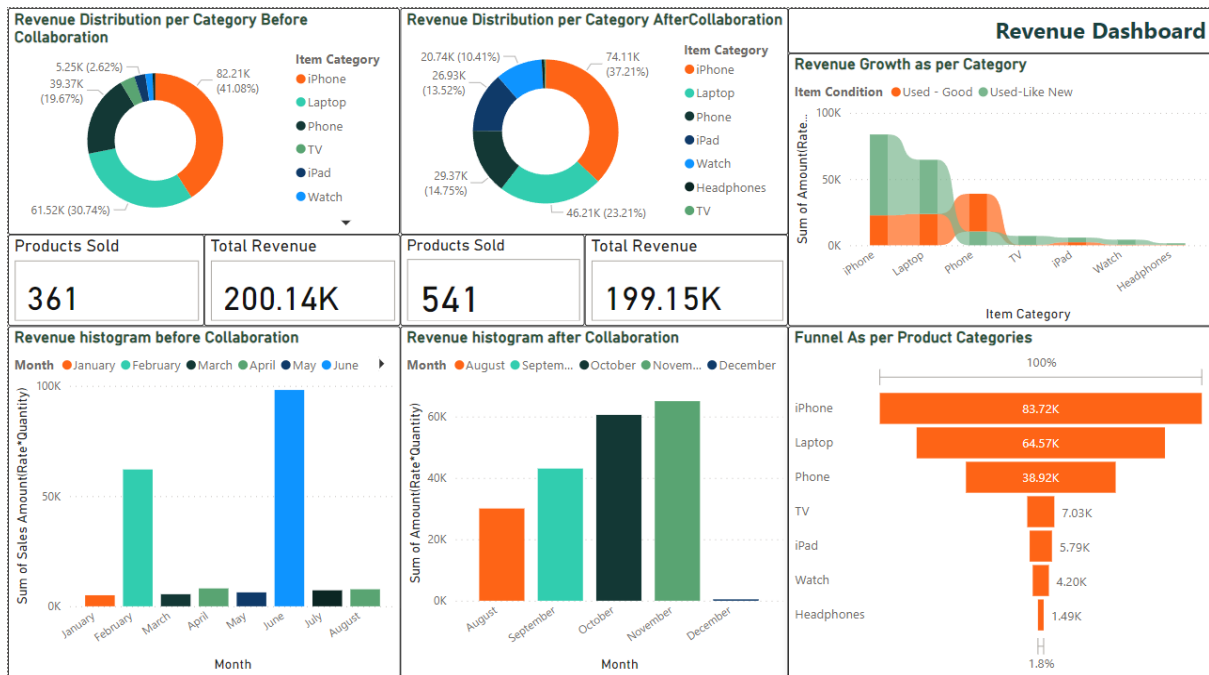 Revenue Distribution per Category Before
Collaboration
5.25K (2.62%)
39.37K
(19.67%)
82.21K
(41.08%)
61.52K (30.74%)
Item Category
iPhone
Laptop
Phone
TV
iPad
Watch
Revenue Distribution per Category AfterCollaboration
20.74K (10.41%)
26.93K
(13.52%)
29.37K
(14.75%)
74.11K
(37.21%)
46.21K (23.21%)
Item Category
iPhone
Laptop
Phone
iPad
Watch
Headphones
TV
Revenue Dashboard
Revenue Growth as per Category
Item Condition Used - Good Used-Like New
Sum of Amount(Rate...
100K
50K
0K
iPhone
Laptop
Phone
TV
iPad
Watch
Headphones
Item Category
Products Sold
361
Total Revenue
200.14K
Products Sold
541
Total Revenue
199.15K
Revenue histogram before Collaboration
Month January February March April May June
Sum of Sales Amount(Rate*Quantity)
100K
50K
0K
January
February
March
April
May
June
July
August
Month
Revenue histogram after Collaboration
Month August Septem... October Novem... December
Sum of Amount(Rate*Quantity)
60K
40K
20K
0K
August
September
October
November
December
Month
Funnel As per Product Categories
100%
iPhone 83.72K
Laptop 64.57K
Phone 38.92K
TV 7.03K
iPad 5.79K
Watch 4.20K
Headphones 1.49K
1.8%